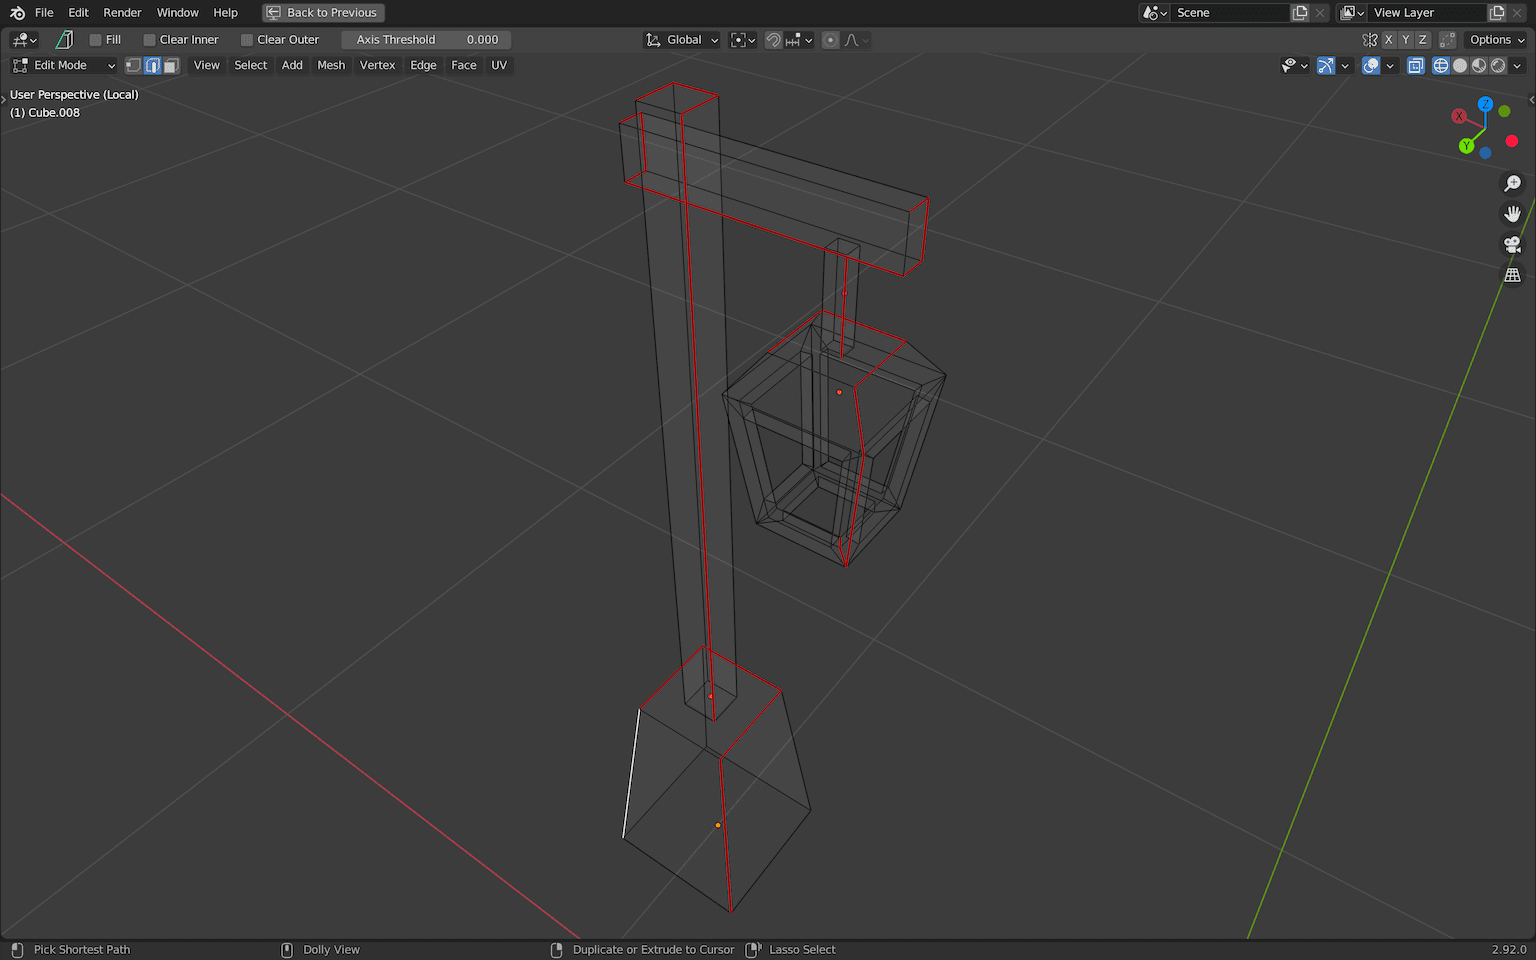 File Edit Render Window Help Back to Previous Scene View Layer
Fill Clear Inner Clear Outer Axis Threshold 0.000 Global X Y Z Options
Edit Mode View Select Add Mesh Vertex Edge Face UV
User Perspective (Local)
(1) Cube.008
Z
X
Y
Pick Shortest Path Dolly View Duplicate or Extrude to Cursor Lasso Select 2.92.0